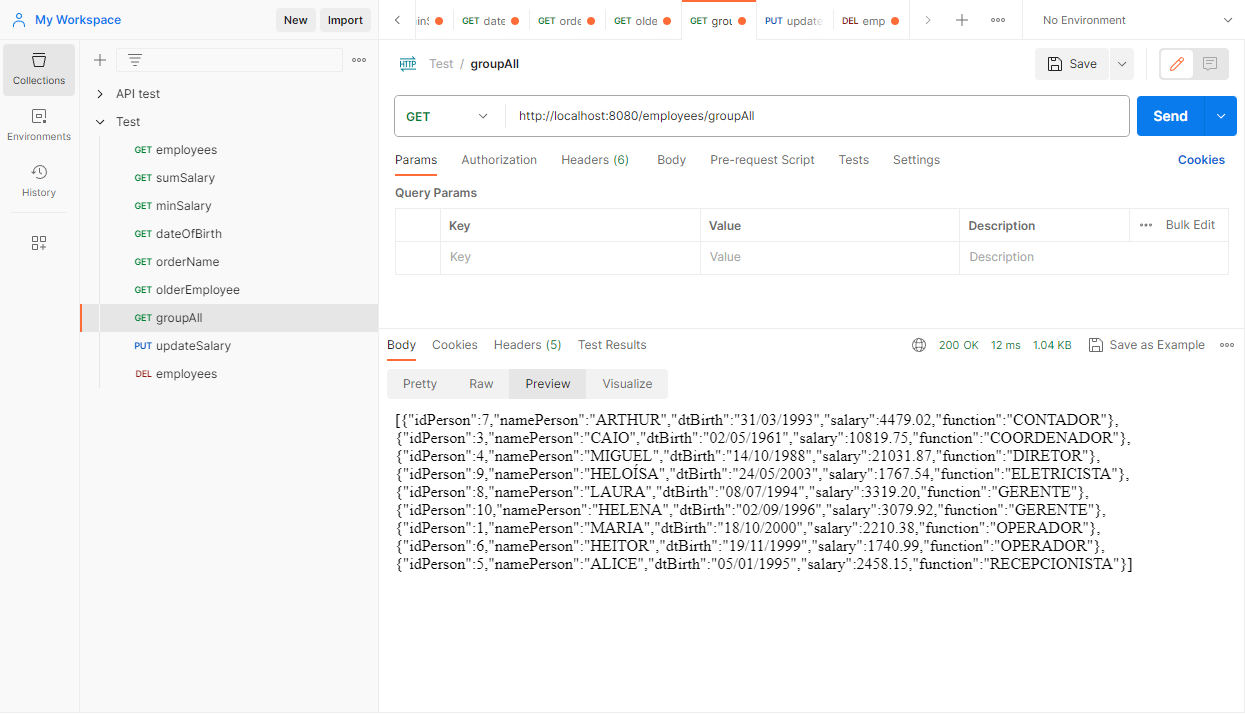 My Workspace
New
Import
Collections
Environments
History
API test
Test
GET employees
GET sumSalary
GET minSalary
GET dateOfBirth
GET orderName
GET olderEmployee
GET groupAll
PUT updateSalary
DEL employees
GET date
GET orde
GET olde
GET grou
PUT update
DEL emp
No Environment
HTTP Test / groupAll
Save
GET http://localhost:8080/employees/groupAll
Send
Params Authorization Headers (6) Body Pre-request Script Tests Settings Cookies
Query Params
Key Value Description Bulk Edit
Key Value Description
Body Cookies Headers (5) Test Results 200 OK 12 ms 1.04 KB Save as Example
Pretty Raw Preview Visualize
[{"idPerson":7,"namePerson":"ARTHUR","dtBirth":"31/03/1993","salary":4479.02,"function":"CONTADOR"},
{"idPerson":3,"namePerson":"CAIO","dtBirth":"02/05/1961","salary":10819.75,"function":"COORDENADOR"},
{"idPerson":4,"namePerson":"MIGUEL","dtBirth":"14/10/1988","salary":21031.87,"function":"DIRETOR"},
{"idPerson":9,"namePerson":"HELOÍSA","dtBirth":"24/05/2003","salary":1767.54,"function":"ELETRICISTA"},
{"idPerson":8,"namePerson":"LAURA","dtBirth":"08/07/1994","salary":3319.20,"function":"GERENTE"},
{"idPerson":10,"namePerson":"HELENA","dtBirth":"02/09/1996","salary":3079.92,"function":"GERENTE"},
{"idPerson":1,"namePerson":"MARIA","dtBirth":"18/10/2000","salary":2210.38,"function":"OPERADOR"},
{"idPerson":6,"namePerson":"HEITOR","dtBirth":"19/11/1999","salary":1740.99,"function":"OPERADOR"},
{"idPerson":5,"namePerson":"ALICE","dtBirth":"05/01/1995","salary":2458.15,"function":"RECEPCIONISTA"}]